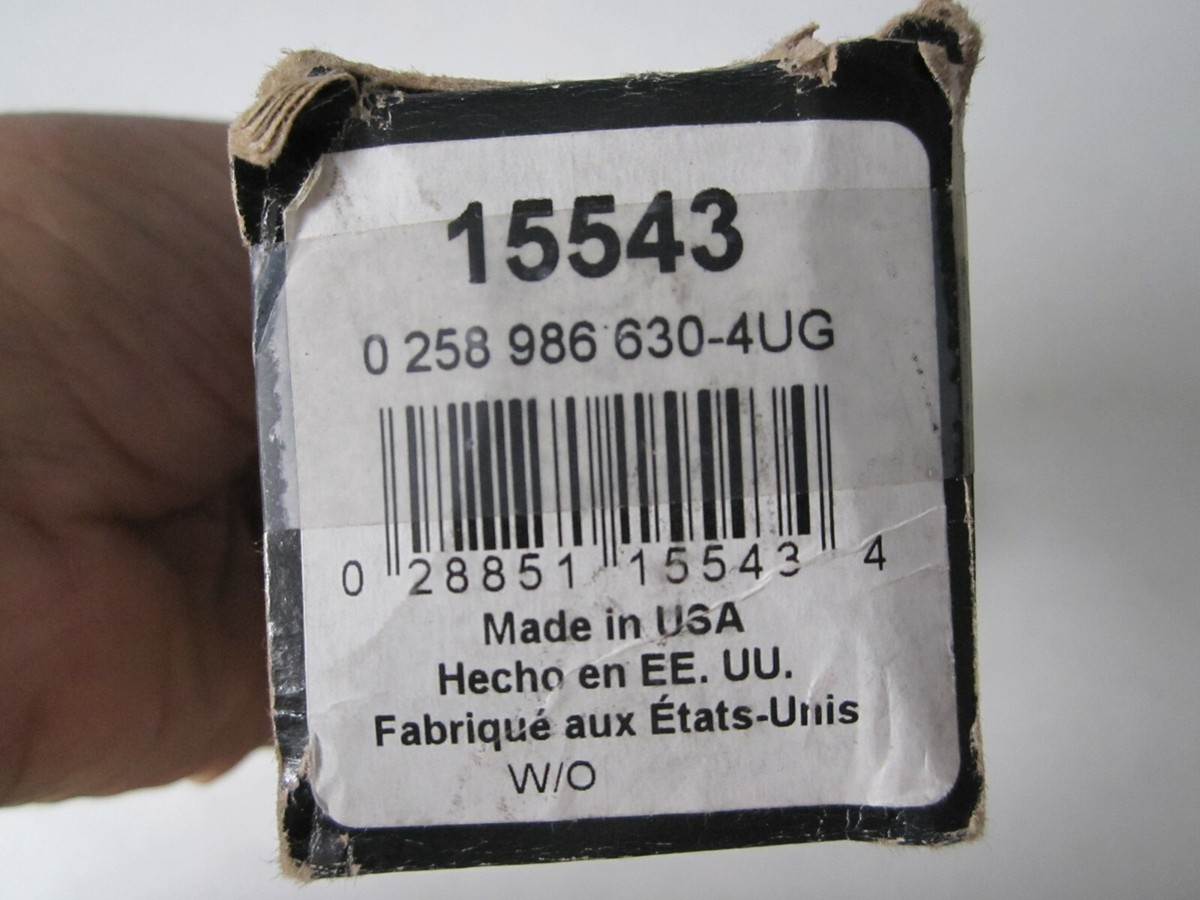 15543
0 258 986 630-4UG
0 28851 15543 4
Made in USA
Hecho en EE. UU.
Fabriqué aux États-Unis
W/O